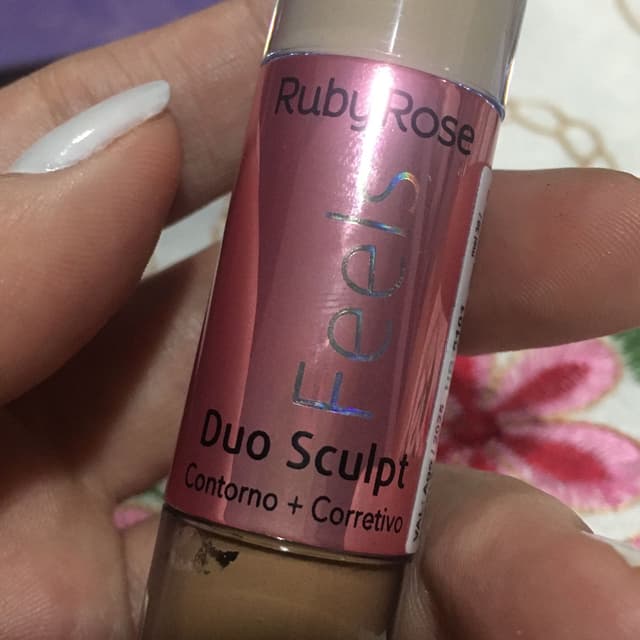 Ruby Rose
Feels
Duo Sculpt
Contorno + Corretivo